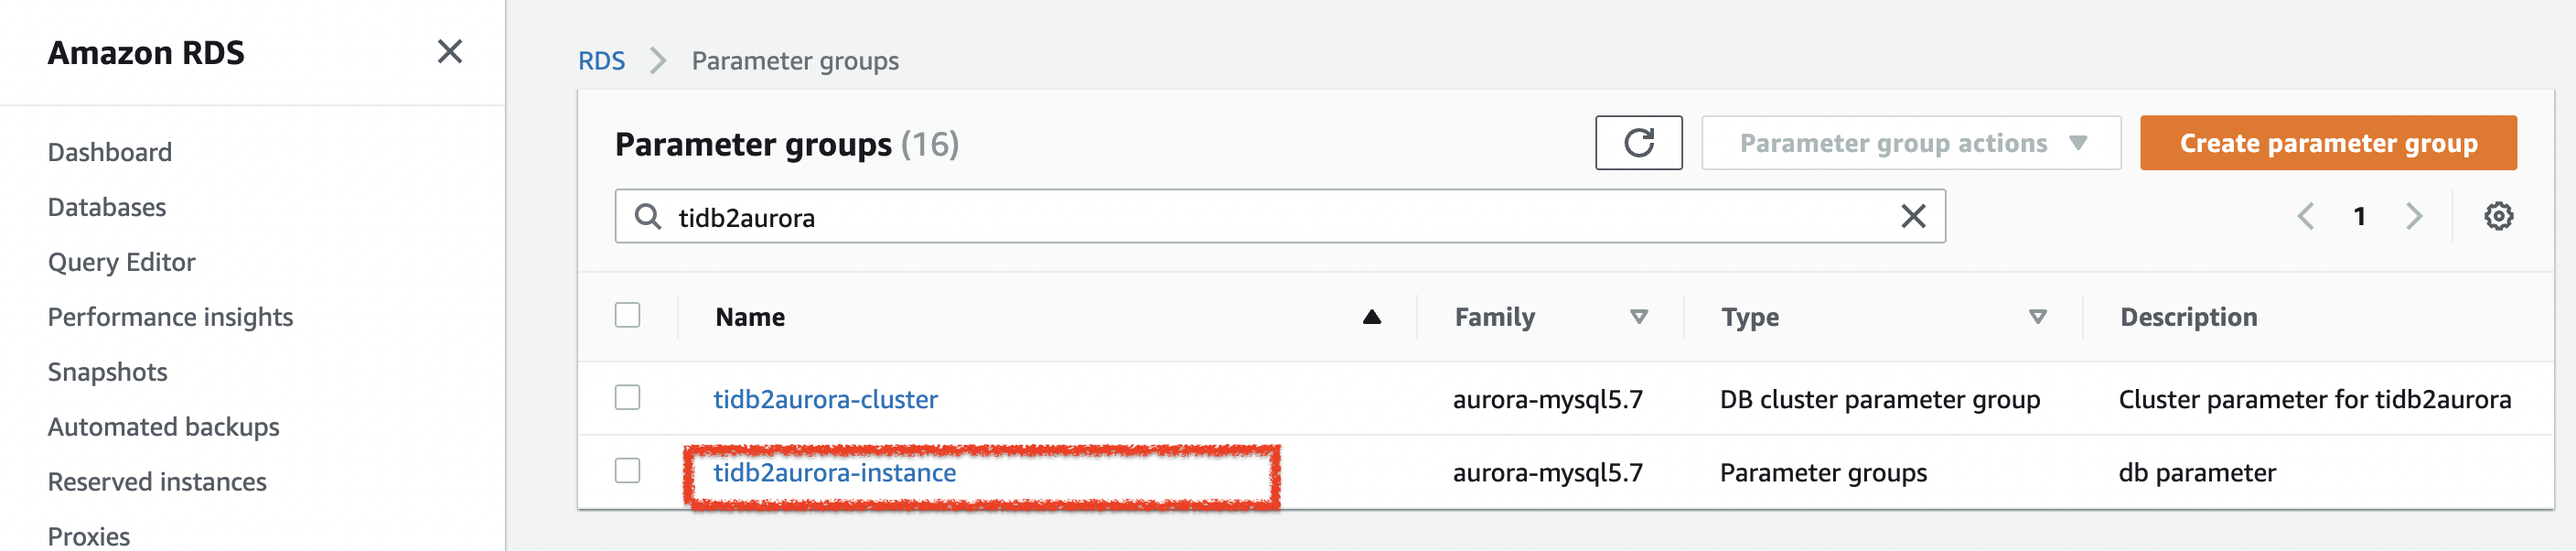 Amazon RDS
Dashboard
Databases
Query Editor
Performance insights
Snapshots
Automated backups
Reserved instances
Proxies
RDS Parameter groups
Parameter groups (16)
Parameter group actions
Create parameter group
tidb2aurora
1
Name Family Type Description
tidb2aurora-cluster aurora-mysql5.7 DB cluster parameter group Cluster parameter for tidb2aurora
tidb2aurora-instance aurora-mysql5.7 Parameter groups db parameter